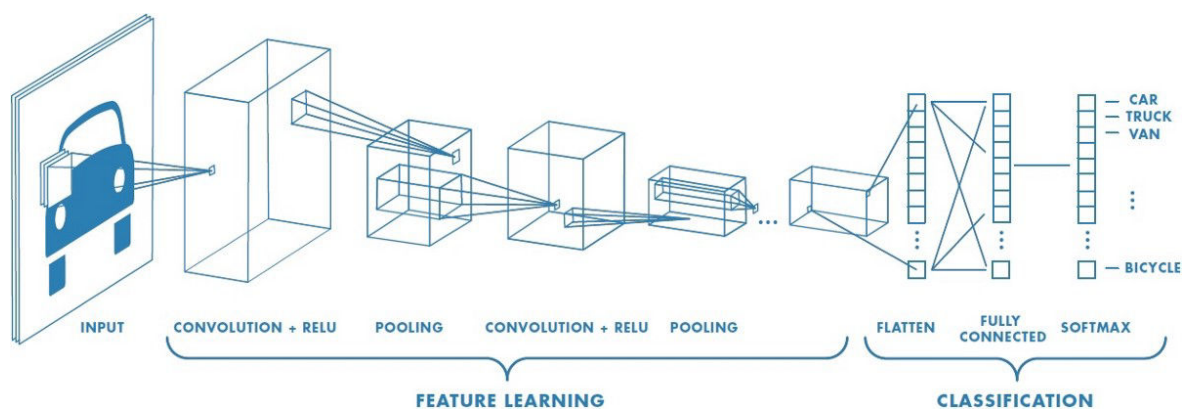 CAR
TRUCK
VAN
BICYCLE
INPUT
CONVOLUTION + RELU
POOLING
CONVOLUTION + RELU
POOLING
FLATTEN
FULLY
CONNECTED
SOFTMAX
FEATURE LEARNING
CLASSIFICATION